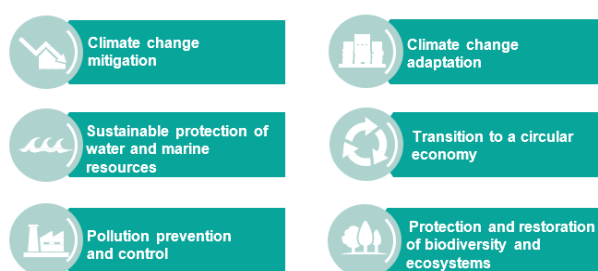 Climate change
mitigation
Climate change
adaptation
Sustainable protection of
water and marine
resources
Transition to a circular
economy
Pollution prevention
and control
Protection and restoration
of biodiversity and
ecosystems